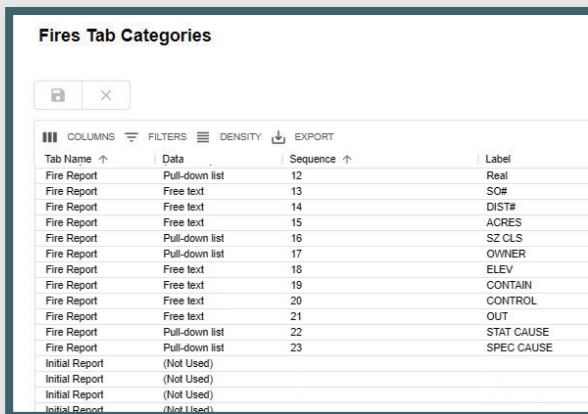 Fires Tab Categories
COLUMNS FILTERS DENSITY EXPORT
Tab Name Data Sequence Label
Fire Report Pull-down list 12 Real
Fire Report Free text 13 SO#
Fire Report Free text 14 DIST#
Fire Report Free text 15 ACRES
Fire Report Pull-down list 16 SZ CLS
Fire Report Pull-down list 17 OWNER
Fire Report Free text 18 ELEV
Fire Report Free text 19 CONTAIN
Fire Report Free text 20 CONTROL
Fire Report Free text 21 OUT
Fire Report Pull-down list 22 STAT CAUSE
Fire Report Pull-down list 23 SPEC CAUSE
Initial Report (Not Used)
Initial Report (Not Used)
Initial Report (Not Used)
Initial Report (Not Used)